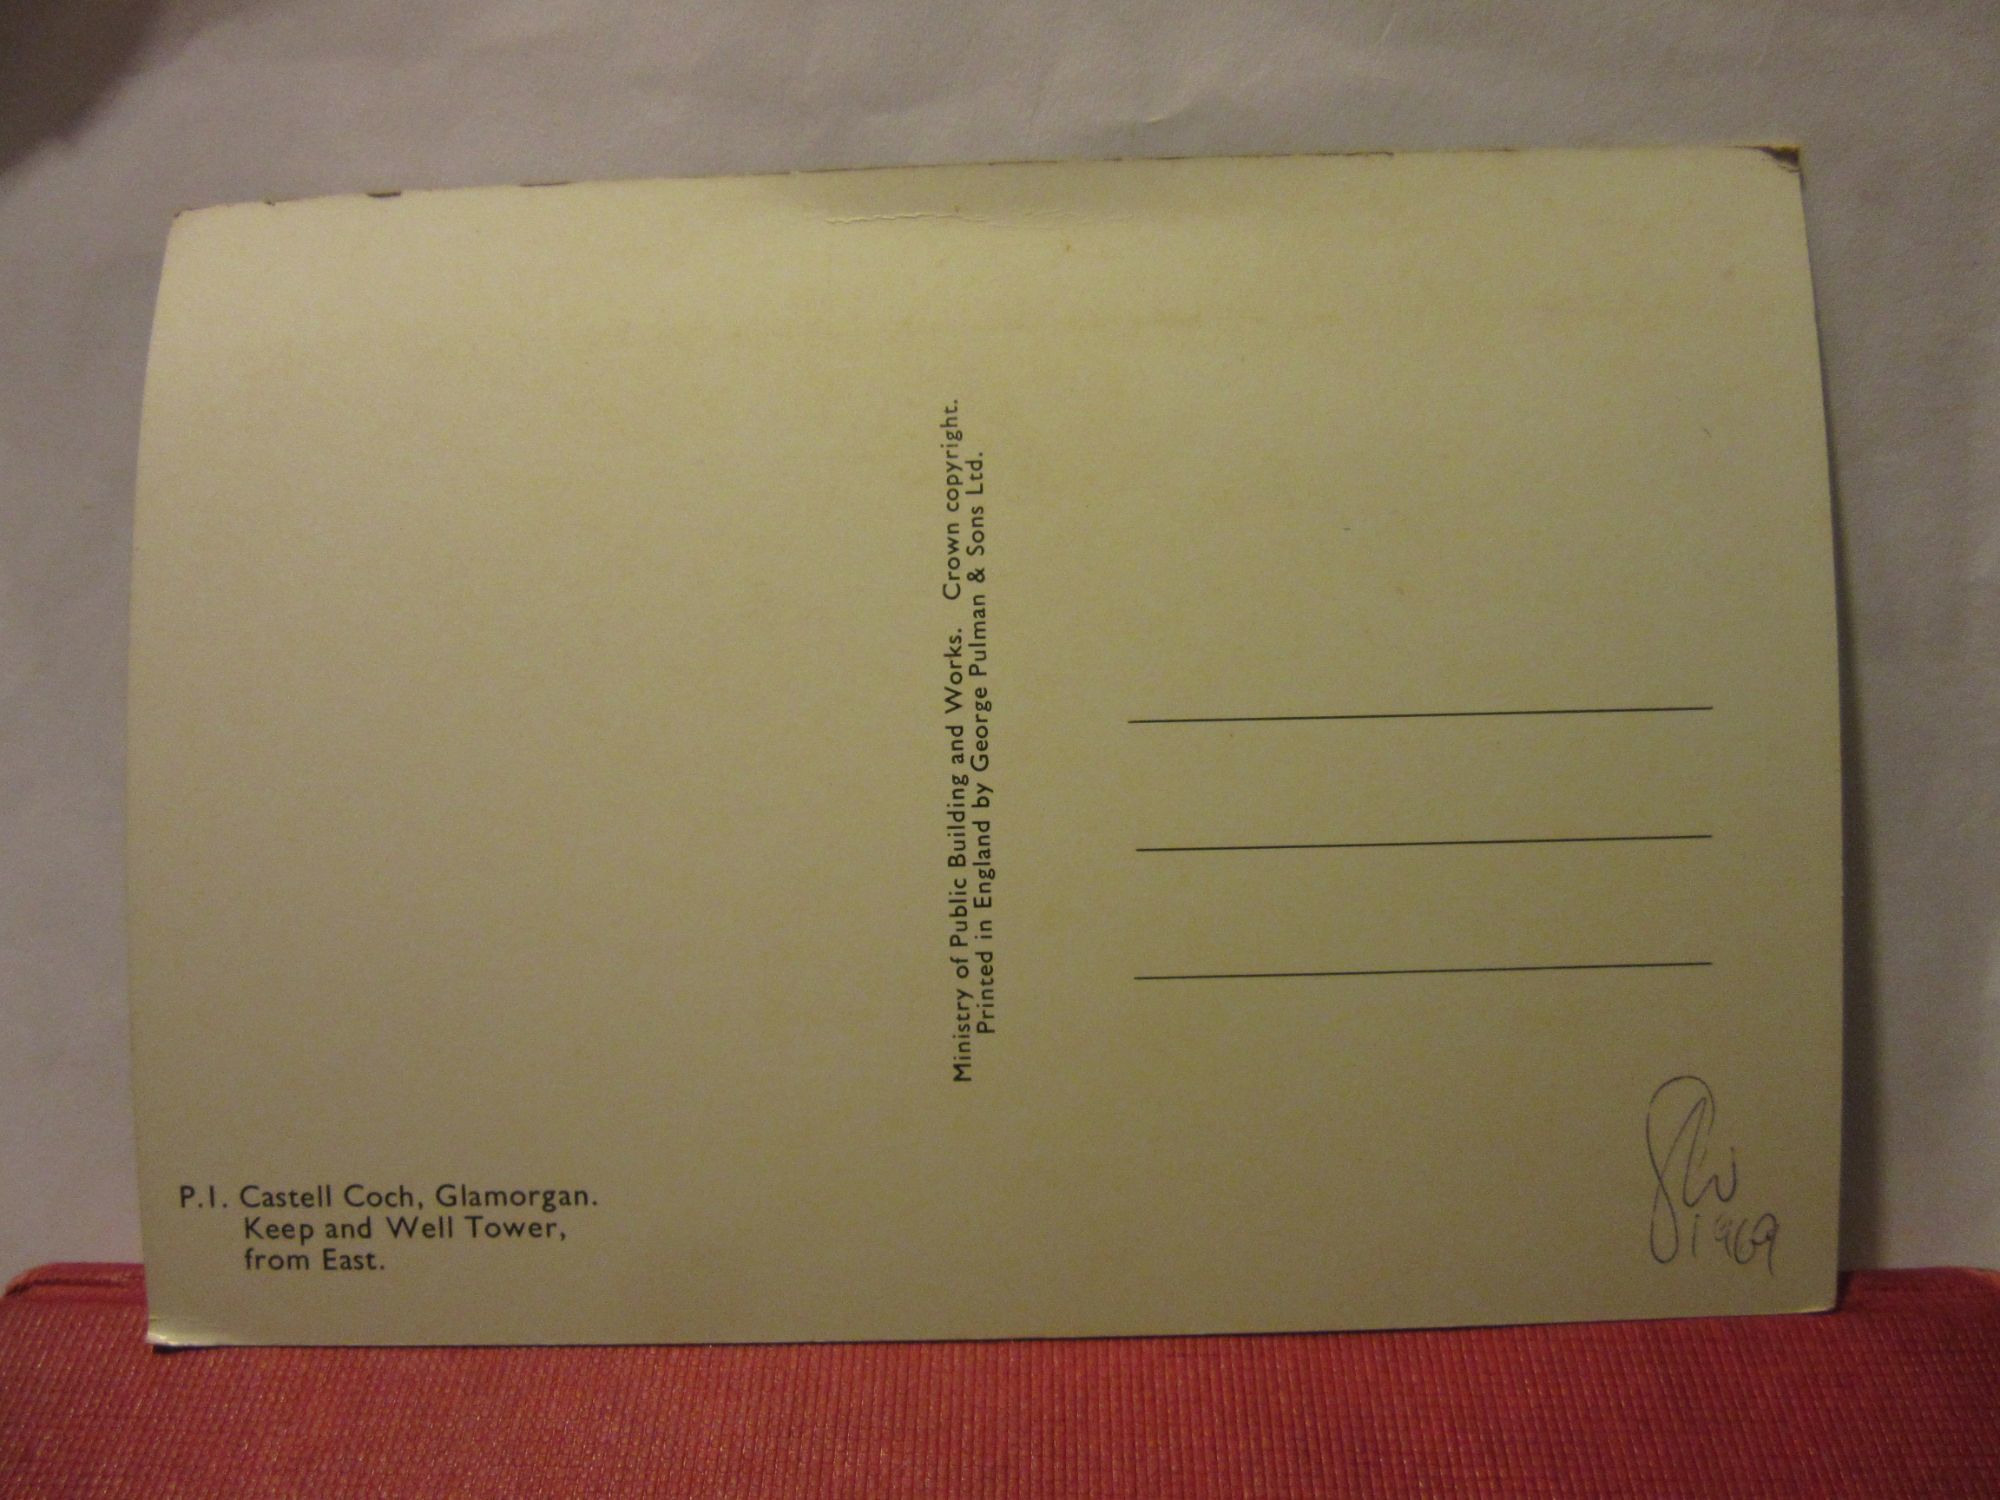 Ministry of Public Building and Works. Crown copyright.
Printed in England by George Pulman & Sons Ltd.
P.1. Castell Coch, Glamorgan.
Keep and Well Tower,
from East.
1969